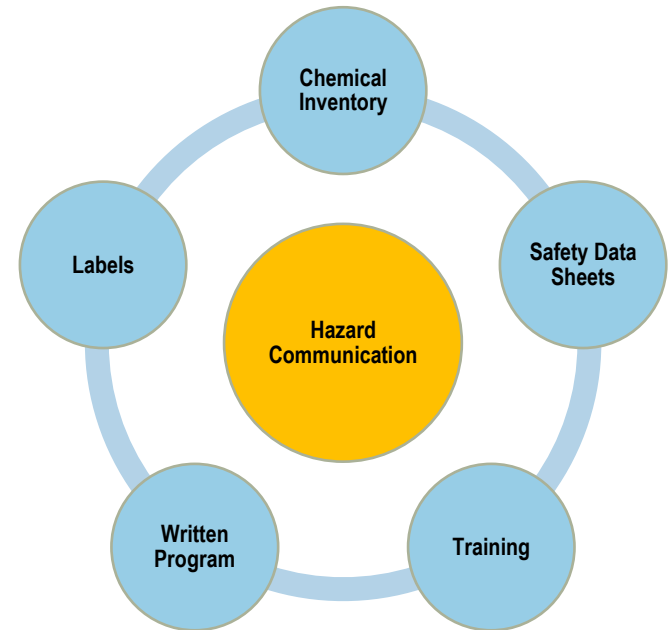 Chemical
Inventory
Labels
Safety Data
Sheets
Hazard
Communication
Written
Program
Training